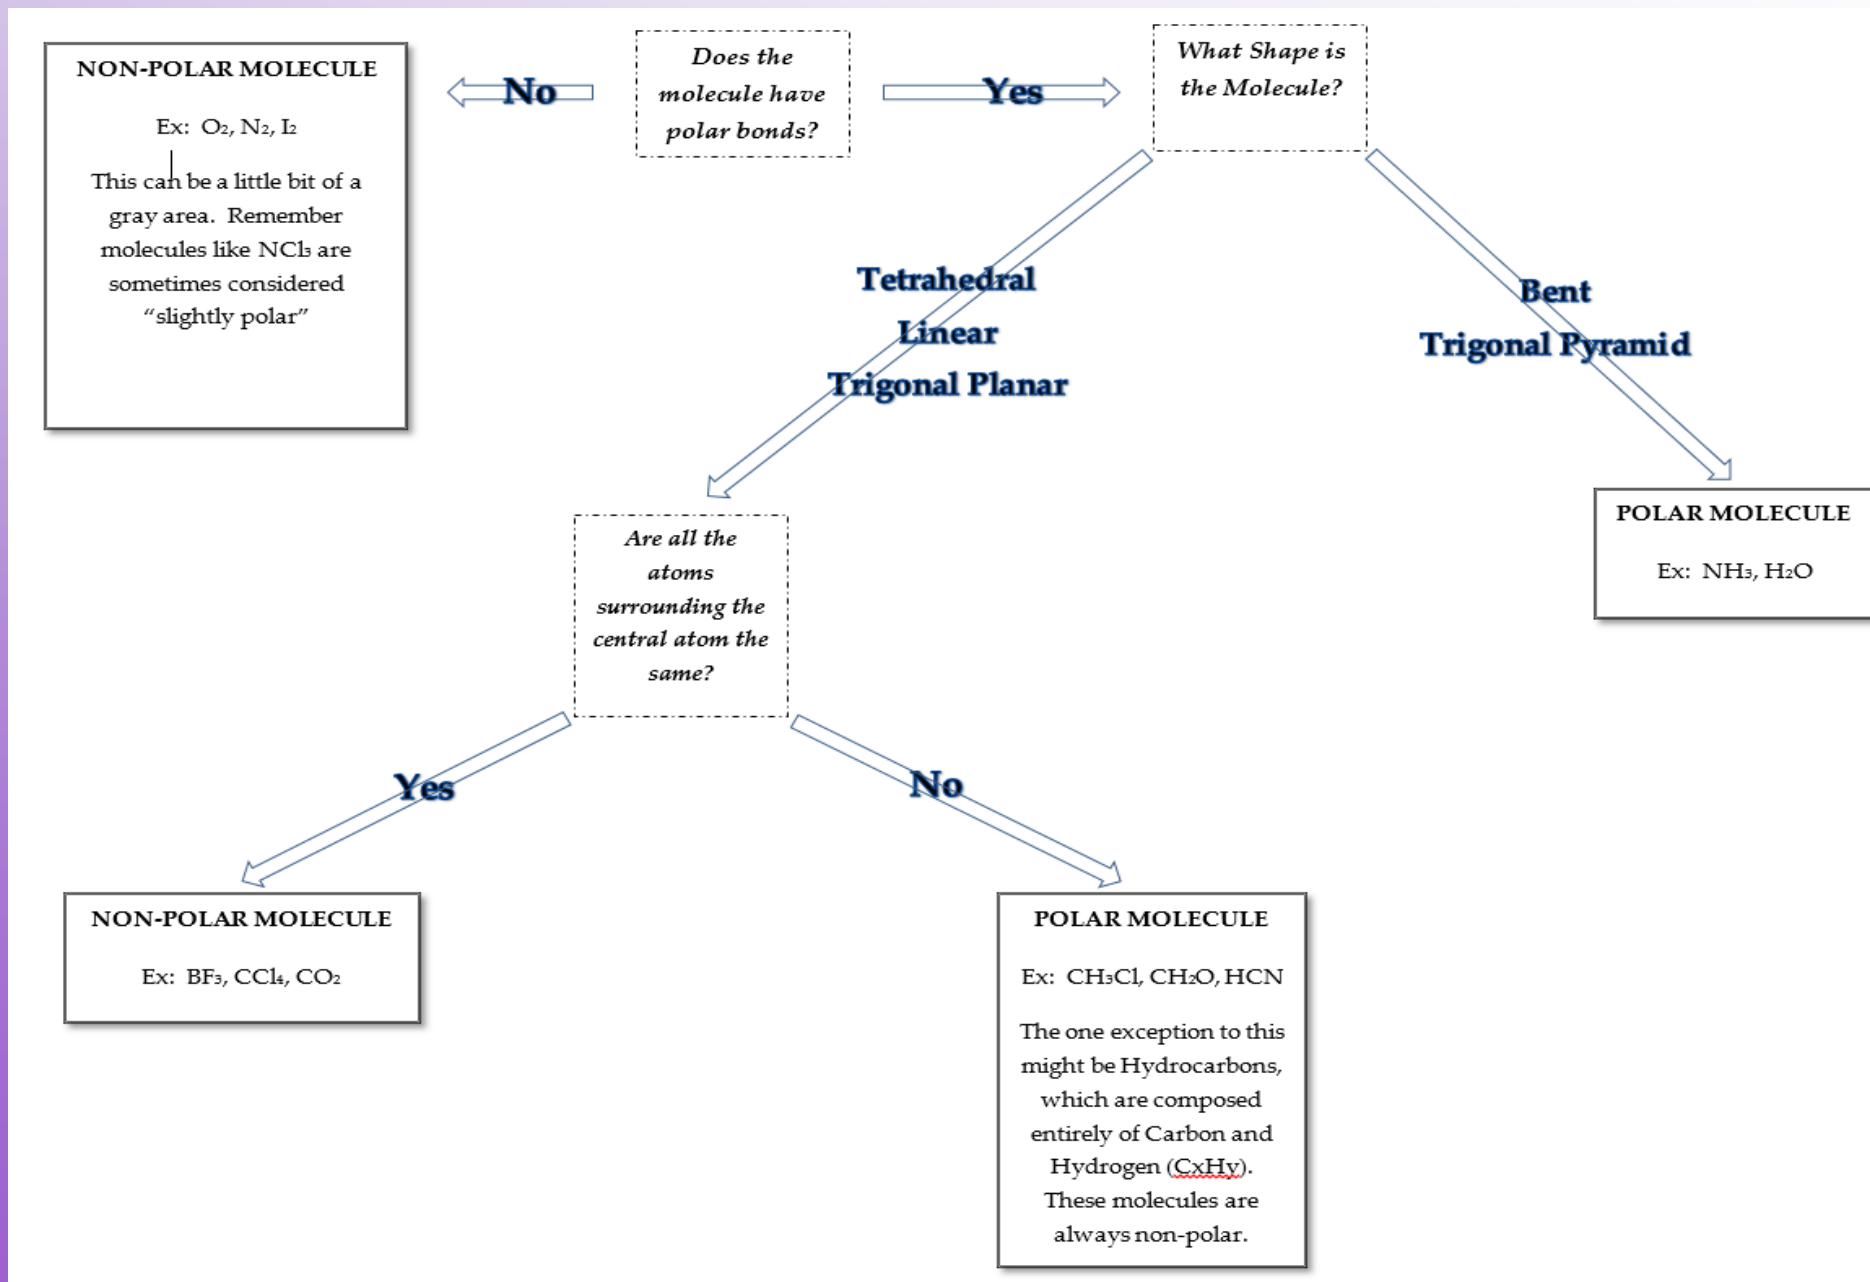 NON-POLAR MOLECULE
Ex: O₂, N₂, I₂
This can be a little bit of a
gray area. Remember
molecules like NCl₃ are
sometimes considered
“slightly polar”
No
Does the
molecule have
polar bonds?
Yes
What Shape is
the Molecule?
Tetrahedral
Linear
Trigonal Planar
Bent
Trigonal Pyramid
POLAR MOLECULE
Ex: NH₃, H₂O
Are all the
atoms
surrounding the
central atom the
same?
Yes
No
NON-POLAR MOLECULE
Ex: BF₃, CCl₄, CO₂
POLAR MOLECULE
Ex: CH₃Cl, CH₂O, HCN
The one exception to this
might be Hydrocarbons,
which are composed
entirely of Carbon and
Hydrogen (CxHy).
These molecules are
always non-polar.